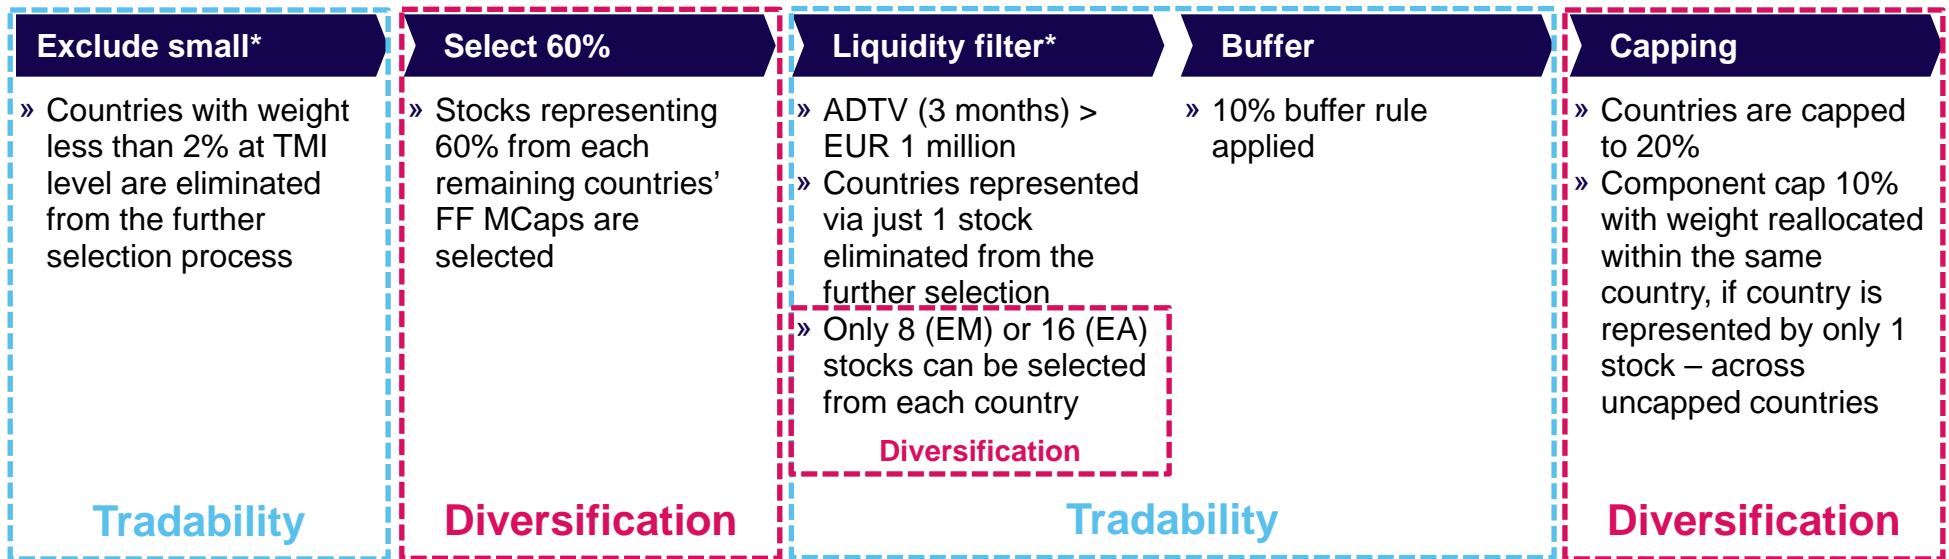 Exclude small*
» Countries with weight
less than 2% at TMI
level are eliminated
from the further
selection process
Tradability
Select 60%
» Stocks representing
60% from each
remaining countries’
FF MCaps are
selected
Diversification
Liquidity filter*
» ADTV (3 months) >
EUR 1 million
» Countries represented
via just 1 stock
eliminated from the
further selection
» Only 8 (EM) or 16 (EA)
stocks can be selected
from each country
Diversification
Buffer
» 10% buffer rule
applied
Tradability
Capping
» Countries are capped
to 20%
» Component cap 10%
with weight reallocated
within the same
country, if country is
represented by only 1
stock – across
uncapped countries
Diversification